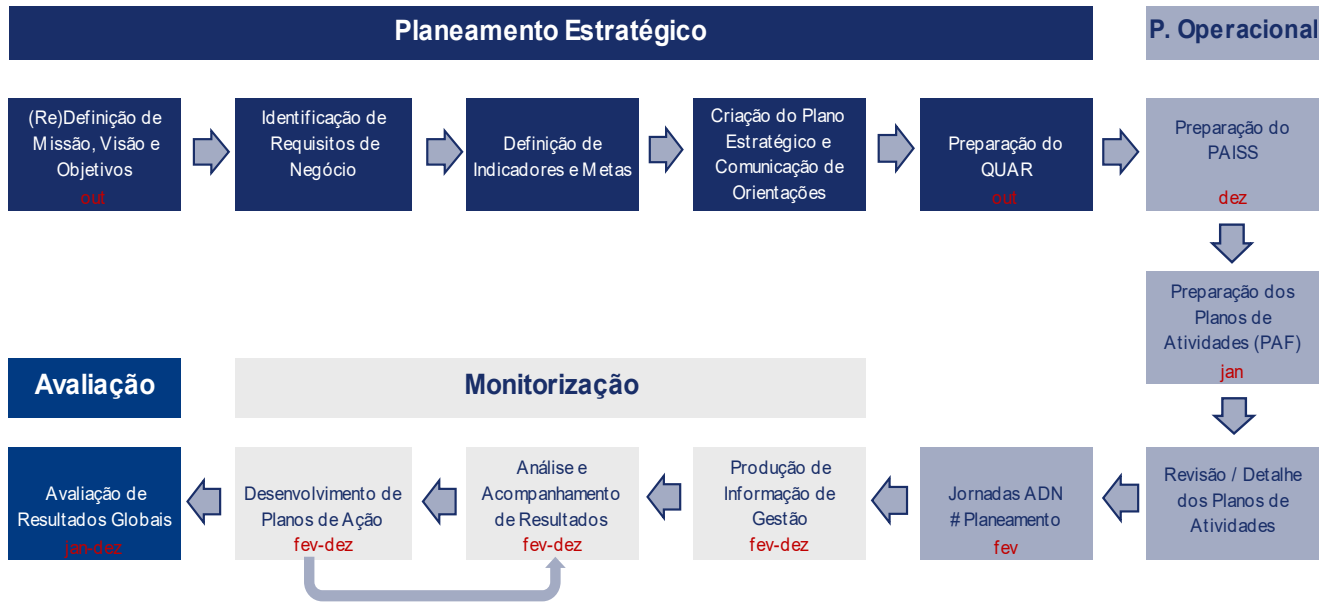 Planeamento Estratégico
P. Operacional
(Re)Definição de
Missão, Visão e
Objetivos
out
Identificação de
Requisitos de
Negócio
Definição de
Indicadores e Metas
Criação do Plano
Estratégico e
Comunicação de
Orientações
Preparação do
QUAR
out
Preparação do
PAISS
dez
Preparação dos
Planos de
Atividades (PAF)
jan
Avaliação
Monitorização
Avaliação de
Resultados Globais
jan-dez
Desenvolvimento de
Planos de Ação
fev-dez
Análise e
Acompanhamento
de Resultados
fev-dez
Produção de
Informação de
Gestão
fev-dez
Jornadas ADN
# Planeamento
fev
Revisão / Detalhe
dos Planos de
Atividades